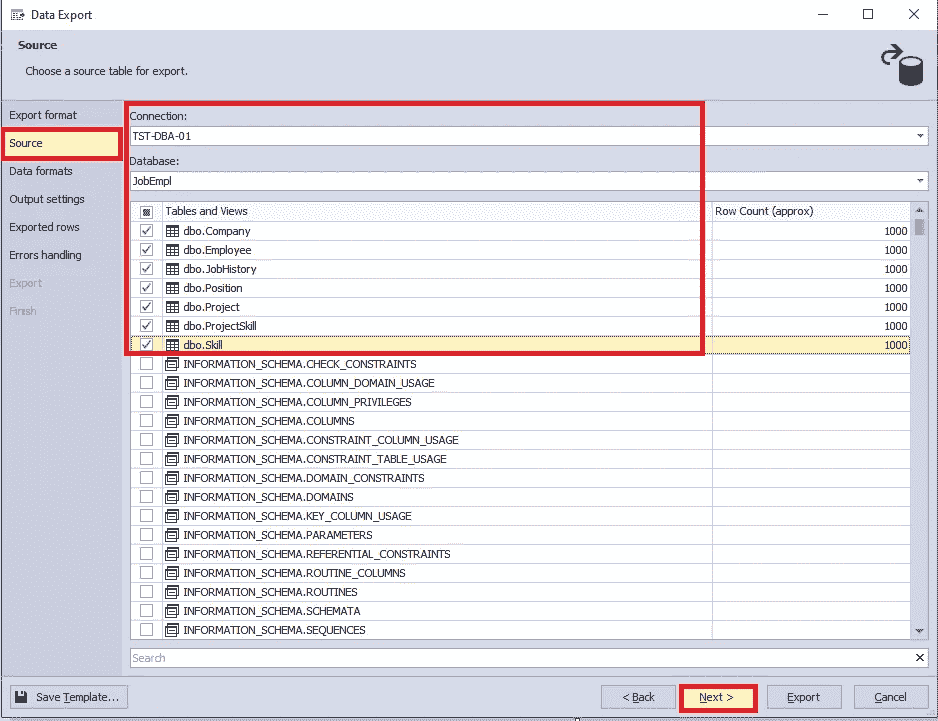 Data Export
Source
Choose a source table for export.
Export format
Source
Data formats
Output settings
Exported rows
Errors handling
Export
Finish
Connection:
TST-DBA-01
Database:
JobEmpl
Tables and Views Row Count (approx)
dbo.Company 1000
dbo.Employee 1000
dbo.JobHistory 1000
dbo.Position 1000
dbo.Project 1000
dbo.ProjectSkill 1000
dbo.Skill 1000
INFORMATION_SCHEMA.CHECK_CONSTRAINTS
INFORMATION_SCHEMA.COLUMN_DOMAIN_USAGE
INFORMATION_SCHEMA.COLUMN_PRIVILEGES
INFORMATION_SCHEMA.COLUMNS
INFORMATION_SCHEMA.CONSTRAINT_COLUMN_USAGE
INFORMATION_SCHEMA.CONSTRAINT_TABLE_USAGE
INFORMATION_SCHEMA.DOMAIN_CONSTRAINTS
INFORMATION_SCHEMA.DOMAINS
INFORMATION_SCHEMA.KEY_COLUMN_USAGE
INFORMATION_SCHEMA.PARAMETERS
INFORMATION_SCHEMA.REFERENTIAL_CONSTRAINTS
INFORMATION_SCHEMA.ROUTINE_COLUMNS
INFORMATION_SCHEMA.ROUTINES
INFORMATION_SCHEMA.SCHEMATA
INFORMATION_SCHEMA.SEQUENCES
Search
Save Template... < Back Next > Export Cancel